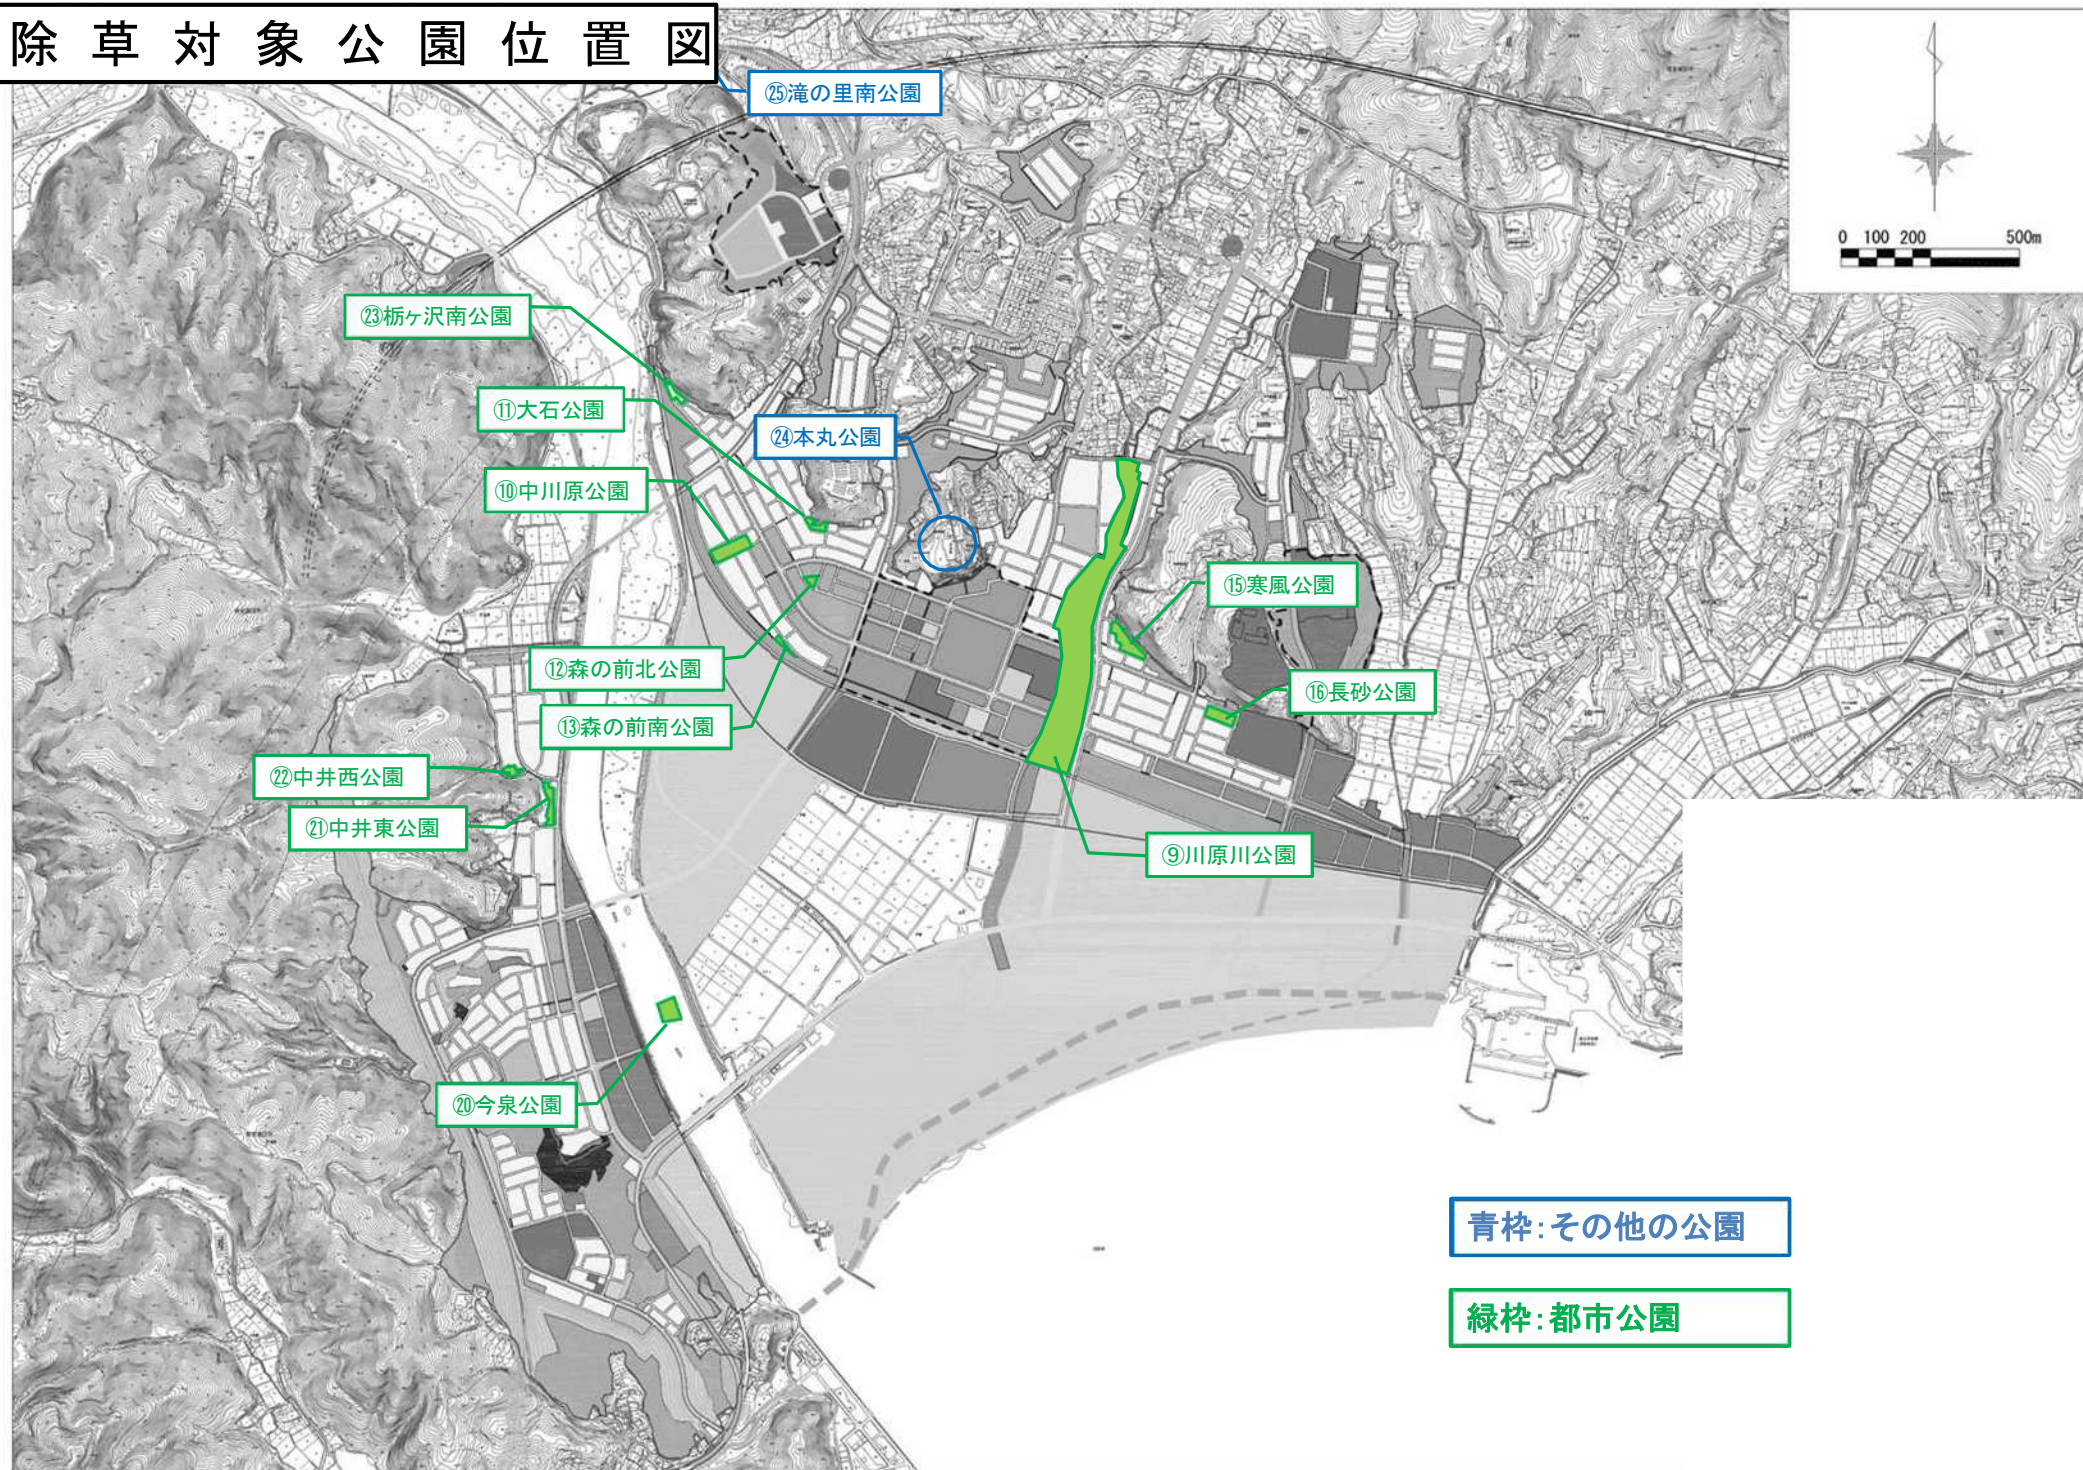 除草対象公園位置図
㉕滝の里南公園
0 100 200 500m
㉓栃ヶ沢南公園
⑪大石公園
㉔本丸公園
⑩中川原公園
⑮寒風公園
⑫森の前北公園
⑯長砂公園
⑬森の前南公園
㉒中井西公園
㉑中井東公園
⑨川原川公園
⑳今泉公園
青枠:その他の公園
緑枠:都市公園